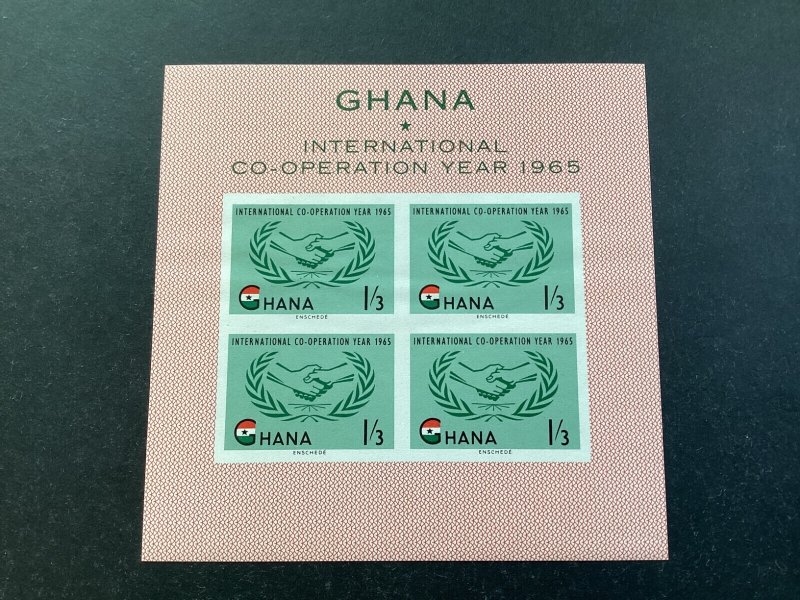 GHANA
INTERNATIONAL
CO-OPERATION YEAR 1965
INTERNATIONAL CO-OPERATION YEAR 1965
GHANA 1/3
ENSCHEDÉ
INTERNATIONAL CO-OPERATION YEAR 1965
GHANA 1/3
ENSCHEDÉ
INTERNATIONAL CO-OPERATION YEAR 1965
GHANA 1/3
ENSCHEDÉ
INTERNATIONAL CO-OPERATION YEAR 1965
GHANA 1/3
ENSCHEDÉ